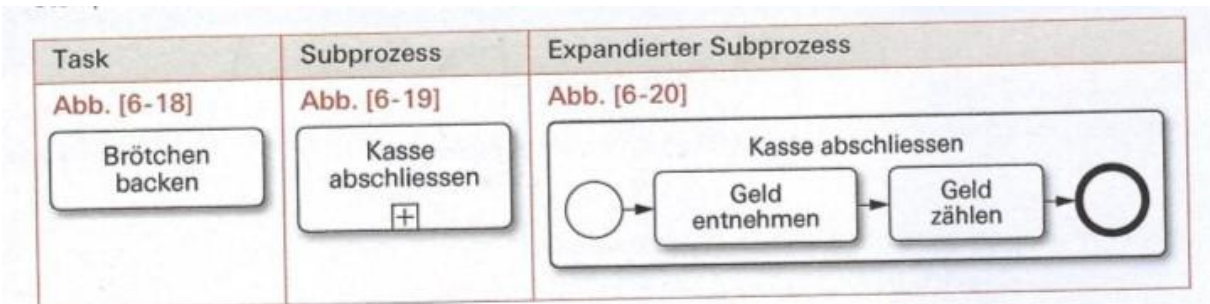 Task
Subprozess
Expandierter Subprozess
Abb. [6-18]
Abb. [6-19]
Abb. [6-20]
Brötchen
backen
Kasse
abschliessen
Kasse abschliessen
Geld
entnehmen
Geld
zählen